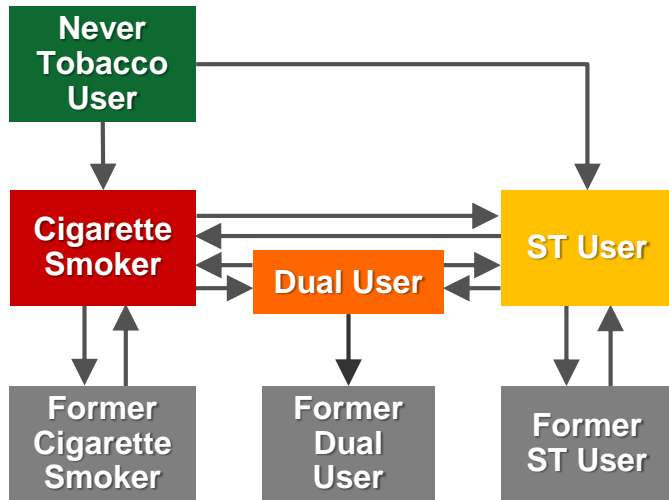 Never
Tobacco
User
Cigarette
Smoker
ST User
Dual User
Former
Cigarette
Smoker
Former
Dual
User
Former
ST User